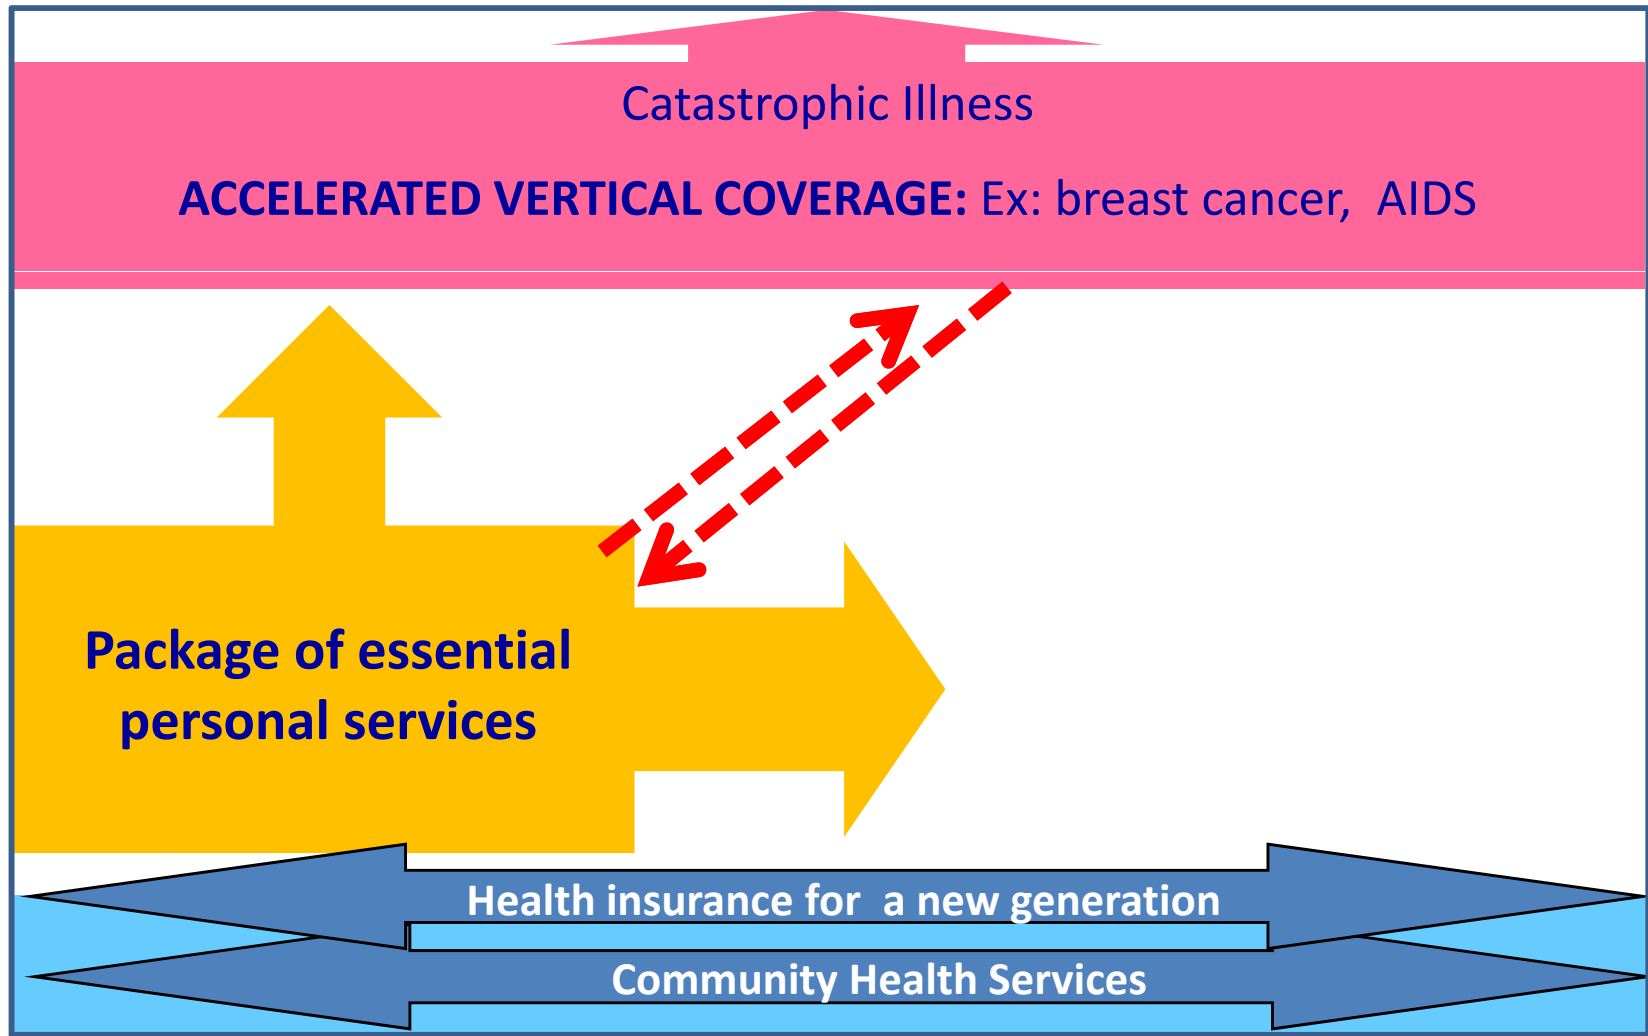 Catastrophic Illness
ACCELERATED VERTICAL COVERAGE: Ex: breast cancer,  AIDS
Package of essential
personal services
Health insurance for  a new generation
Community Health Services